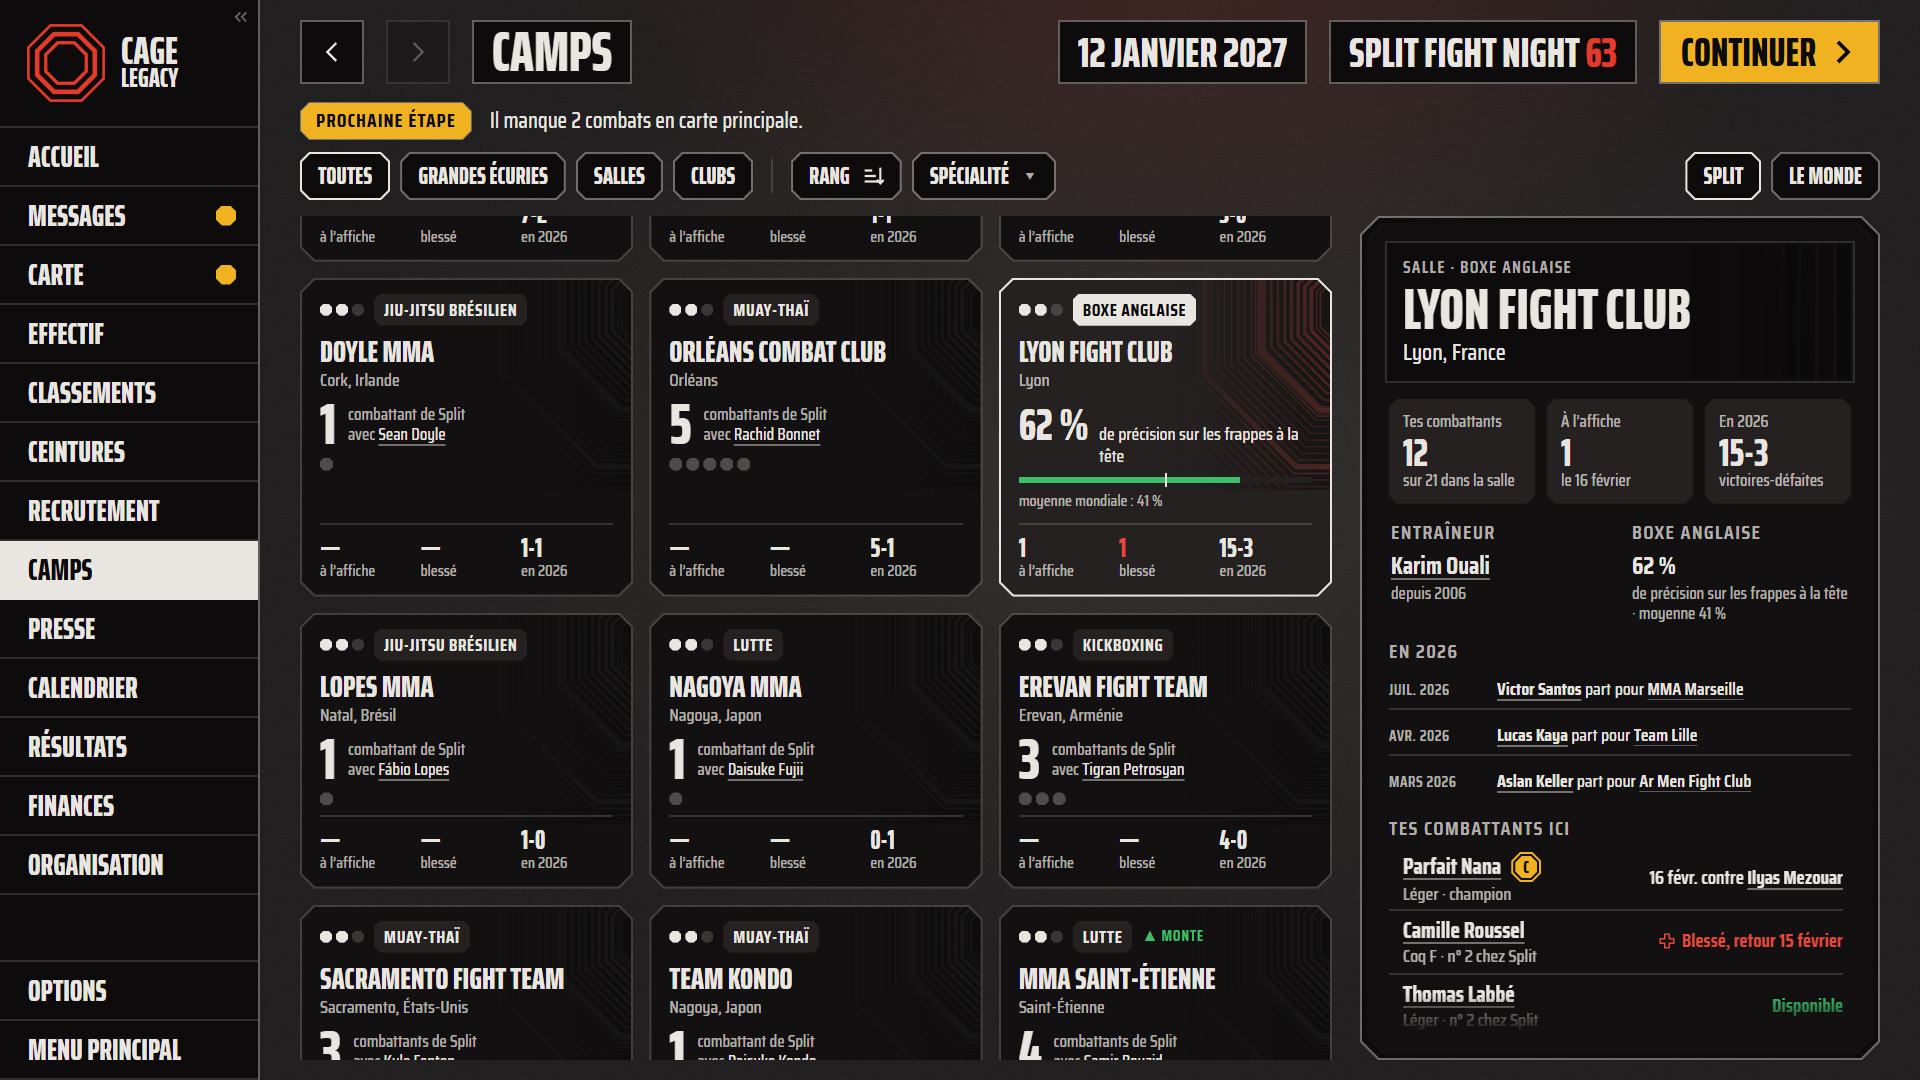 CAGE
LEGACY
CAMPS
12 JANVIER 2027
SPLIT FIGHT NIGHT 63
CONTINUER
PROCHAINE ÉTAPE
Il manque 2 combats en carte principale.
TOUTES
GRANDES ÉCURIES
SALLES
CLUBS
RANG
SPÉCIALITÉ
SPLIT
LE MONDE
ACCUEIL
MESSAGES
CARTE
EFFECTIF
CLASSEMENTS
CEINTURES
RECRUTEMENT
CAMPS
PRESSE
CALENDRIER
RÉSULTATS
FINANCES
ORGANISATION
OPTIONS
MENU PRINCIPAL
à l'affiche
blessé
en 2026
à l'affiche
blessé
en 2026
à l'affiche
blessé
en 2026
JIU-JITSU BRÉSILIEN
DOYLE MMA
Cork, Irlande
1 combattant de Split
avec Sean Doyle
— — 1-1
à l'affiche blessé en 2026
MUAY-THAÏ
ORLÉANS COMBAT CLUB
Orléans
5 combattants de Split
avec Rachid Bonnet
— — 5-1
à l'affiche blessé en 2026
BOXE ANGLAISE
LYON FIGHT CLUB
Lyon
62 % de précision sur les frappes à la
tête
moyenne mondiale : 41 %
1 1 15-3
à l'affiche blessé en 2026
JIU-JITSU BRÉSILIEN
LOPES MMA
Natal, Brésil
1 combattant de Split
avec Fábio Lopes
— — 1-0
à l'affiche blessé en 2026
LUTTE
NAGOYA MMA
Nagoya, Japon
1 combattant de Split
avec Daisuke Fujii
— — 0-1
à l'affiche blessé en 2026
KICKBOXING
EREVAN FIGHT TEAM
Erevan, Arménie
3 combattants de Split
avec Tigran Petrosyan
— — 4-0
à l'affiche blessé en 2026
MUAY-THAÏ
SACRAMENTO FIGHT TEAM
Sacramento, États-Unis
3 combattants de Split
MUAY-THAÏ
TEAM KONDO
Nagoya, Japon
1 combattant de Split
LUTTE ▲ MONTE
MMA SAINT-ÉTIENNE
Saint-Étienne
4 combattants de Split
SALLE · BOXE ANGLAISE
LYON FIGHT CLUB
Lyon, France
Tes combattants
12
sur 21 dans la salle
À l'affiche
1
le 16 février
En 2026
15-3
victoires-défaites
ENTRAÎNEUR
Karim Ouali
depuis 2006
BOXE ANGLAISE
62 %
de précision sur les frappes à la tête
· moyenne 41 %
EN 2026
JUIL. 2026 Victor Santos part pour MMA Marseille
AVR. 2026 Lucas Kaya part pour Team Lille
MARS 2026 Aslan Keller part pour Ar Men Fight Club
TES COMBATTANTS ICI
Parfait Nana C
Léger · champion
16 févr. contre Ilyas Mezouar
Camille Roussel
Coq F · n° 2 chez Split
Blessé, retour 15 février
Thomas Labbé
Léger · n° 2 chez Split
Disponible